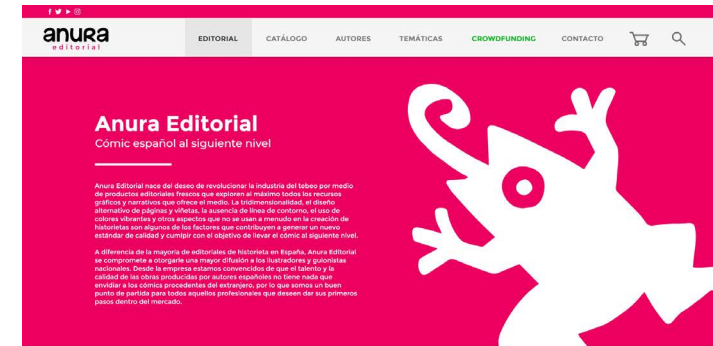 anura
editorial
EDITORIAL CATÁLOGO AUTORES TEMÁTICAS CROWDFUNDING CONTACTO
Anura Editorial
Cómic español al siguiente nivel
Anura Editorial nace del deseo de revolucionar la industria del tebeo por medio
de productos editoriales frescos que exploren al máximo todos los recursos
gráficos y narrativos que ofrece el medio. La tridimensionalidad, el diseño
alternativo de páginas y viñetas, la ausencia de línea de contorno, el uso de
colores vibrantes y otros aspectos que no se usan a menudo en la creación de
historietas son algunos de los factores que contribuyen a generar un nuevo
estándar de calidad y cumplir con el objetivo de llevar el cómic al siguiente nivel.
A diferencia de la mayoría de editoriales de historieta en España, Anura Editorial
se compromete a otorgarle una mayor difusión a los ilustradores y guionistas
nacionales. Desde la empresa estamos convencidos de que el talento y la
calidad de las obras producidas por autores españoles no tiene nada que
envidiar a los cómics procedentes del extranjero, por lo que somos un buen
punto de partida para todos aquellos profesionales que deseen dar sus primeros
pasos dentro del mercado.